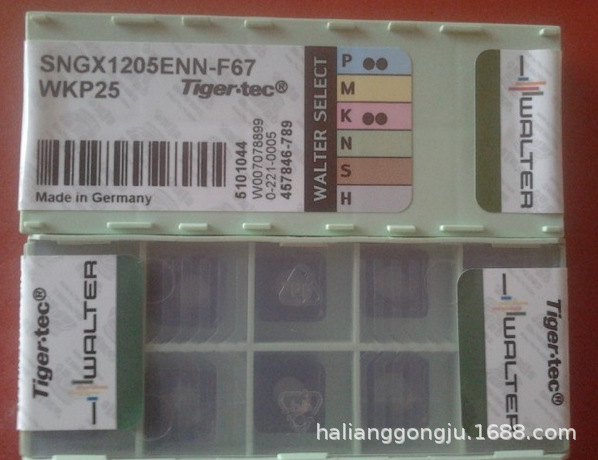 SNGX1205ENN-F67
WKP25 Tiger·tec®
Made in Germany
5101044
W007078899
0-221-0005
457846-789
WALTER SELECT
P
M
K
N
S
H
WALTER
Tiger·tec®
WALTER
WALTER
Tiger·tec®
halianggongju.1688.com